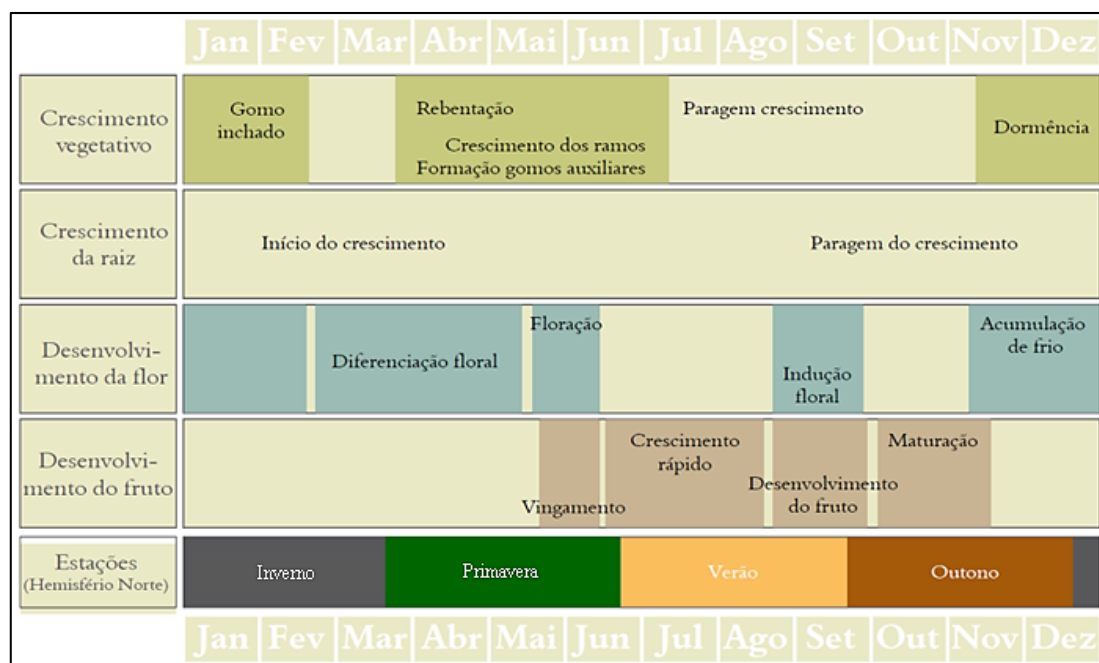 Jan Fev Mar Abr Mai Jun Jul Ago Set Out Nov Dez
Crescimento
vegetativo
Gomo
inchado
Rebentação
Crescimento dos ramos
Formação gomos auxiliares
Paragem crescimento
Dormência
Crescimento
da raiz
Início do crescimento
Paragem do crescimento
Desenvolvi-
mento da flor
Diferenciação floral
Floração
Indução
floral
Acumulação
de frio
Desenvolvi-
mento do fruto
Vingamento
Crescimento
rápido
Desenvolvimento
do fruto
Maturação
Estações
(Hemisfério Norte)
Inverno
Primavera
Verão
Outono
Jan Fev Mar Abr Mai Jun Jul Ago Set Out Nov Dez